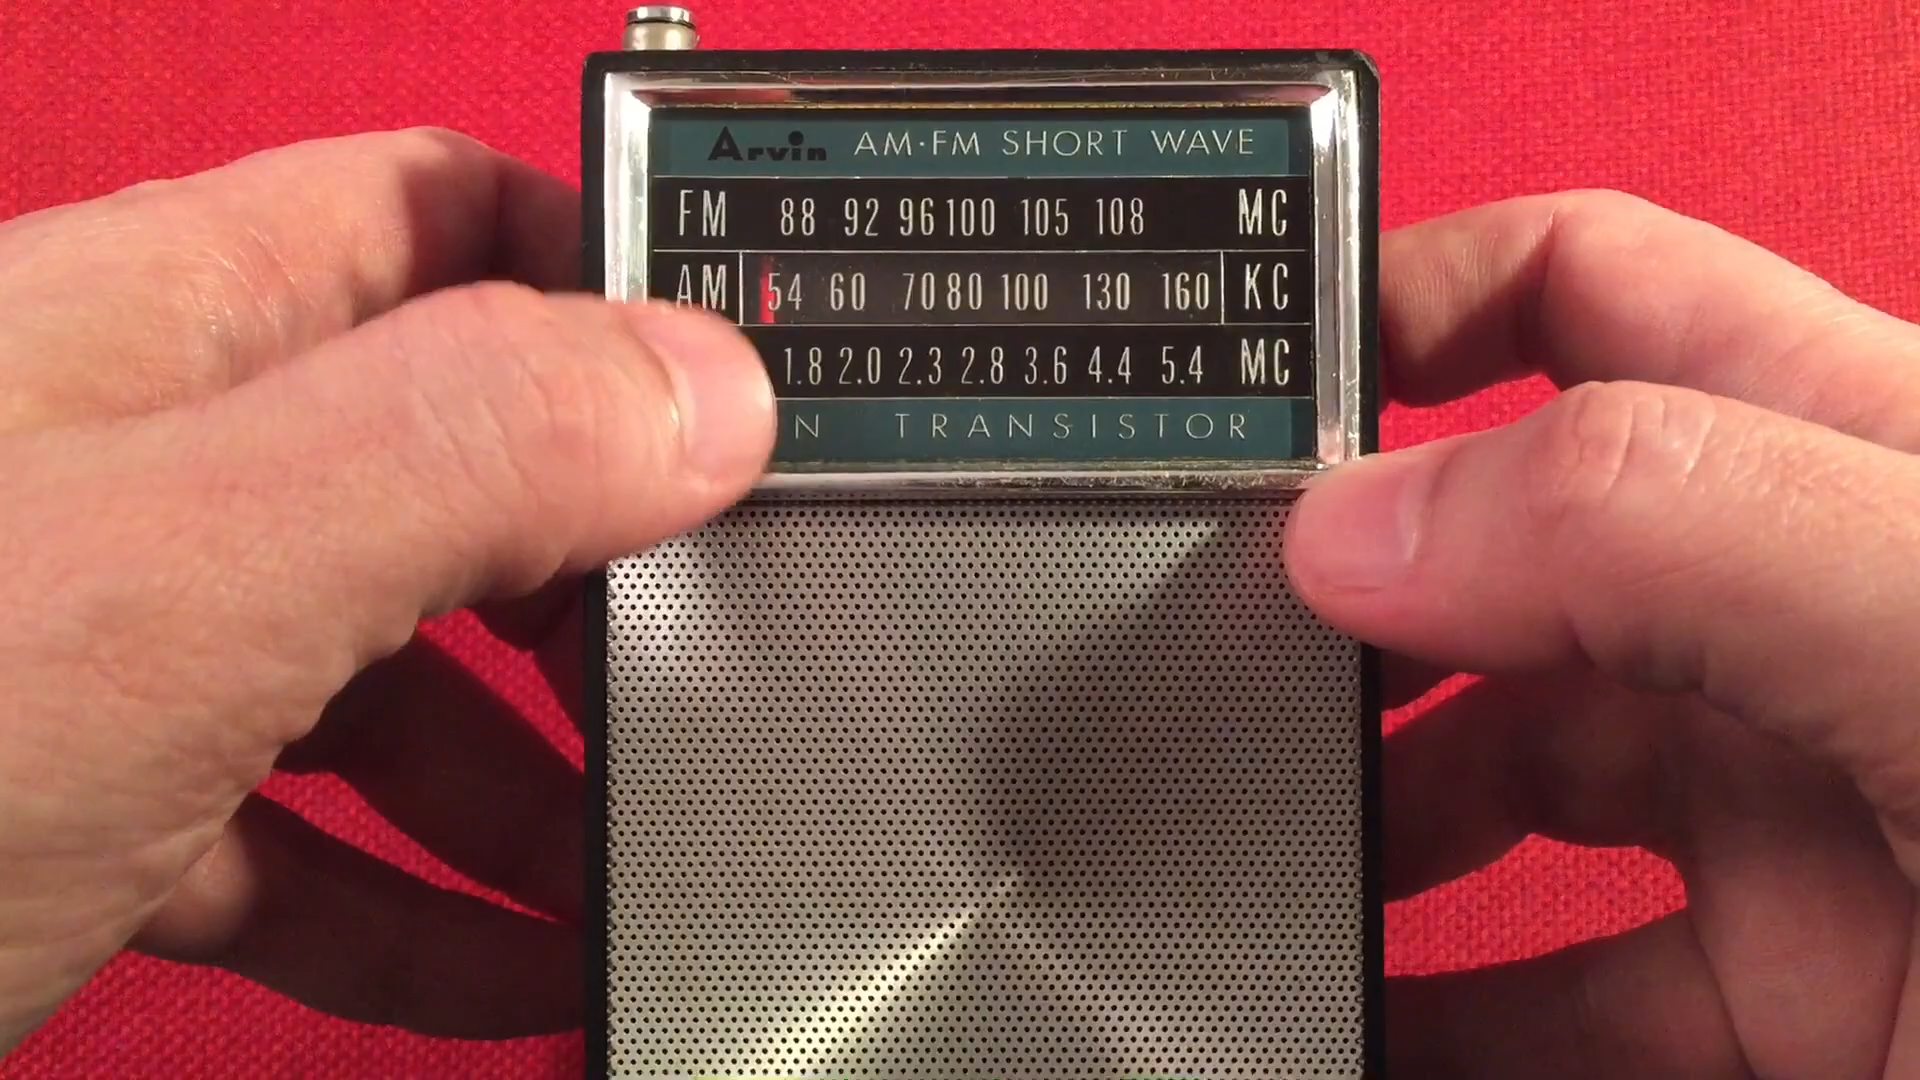 Arvin AM·FM SHORT WAVE
FM 88 92 96 100 105 108 MC
AM 54 60 70 80 100 130 160 KC
1.8 2.0 2.3 2.8 3.6 4.4 5.4 MC
N TRANSISTOR